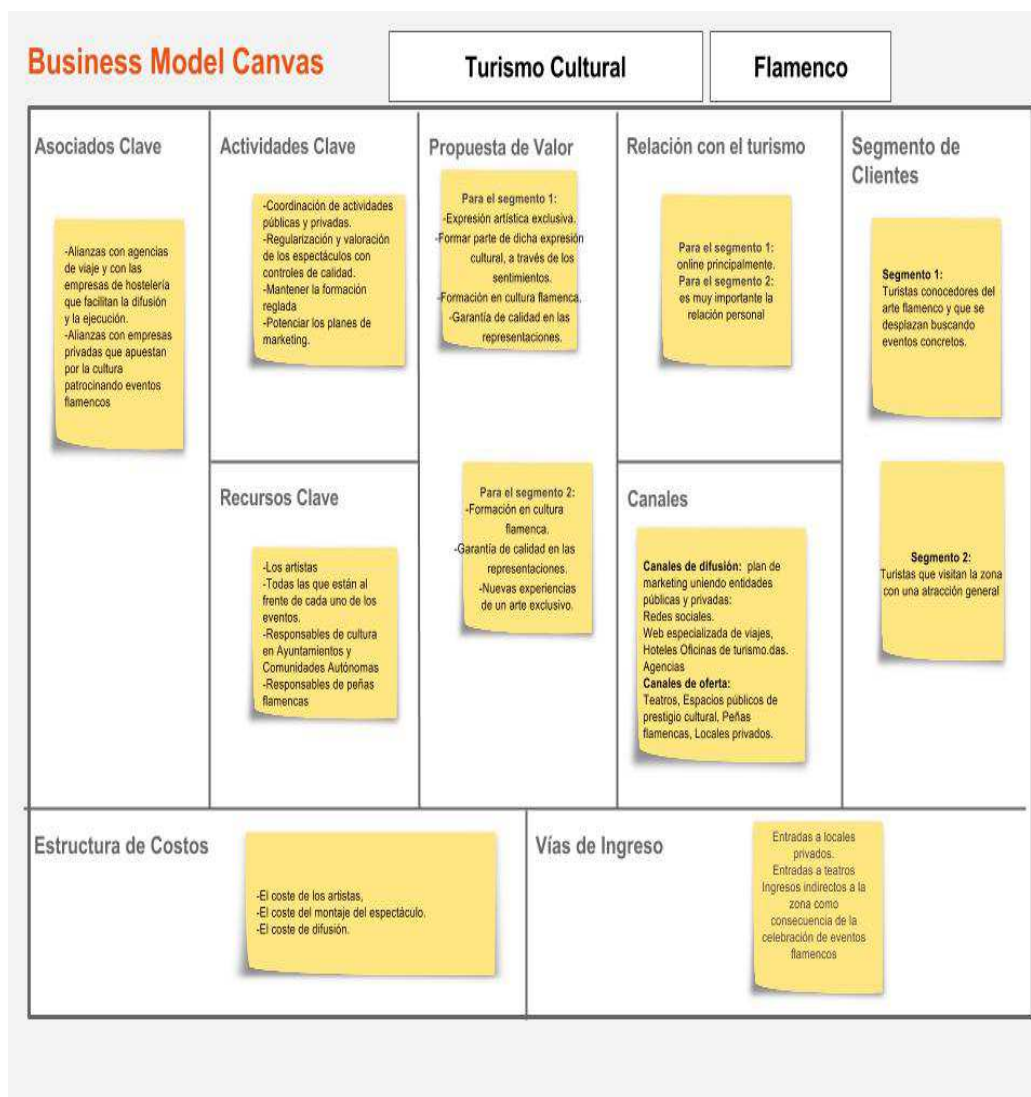 Business Model Canvas
Turismo Cultural
Flamenco
Asociados Clave
-Alianzas con agencias
de viaje y con las
empresas de hostelería
que facilitan la difusión
y la ejecución.
-Alianzas con empresas
privadas que apuestan
por la cultura
patrocinando eventos
flamencos
Actividades Clave
-Coordinación de actividades
públicas y privadas.
-Regularización y valoración
de los espectáculos con
controles de calidad.
-Mantener la formación
reglada
-Potenciar los planes de
marketing.
Recursos Clave
-Los artistas
-Todas las que están al
frente de cada uno de los
eventos.
-Responsables de cultura
en Ayuntamientos y
Comunidades Autónomas
-Responsables de peñas
flamencas
Propuesta de Valor
Para el segmento 1:
-Expresión artística exclusiva.
-Formar parte de dicha expresión
cultural, a través de los
sentimientos.
-Formación en cultura flamenca.
-Garantía de calidad en las
representaciones.
Para el segmento 2:
-Formación en cultura
flamenca.
-Garantía de calidad en las
representaciones.
-Nuevas experiencias
de un arte exclusivo.
Relación con el turismo
Para el segmento 1:
online principalmente.
Para el segmento 2:
es muy importante la
relación personal
Canales
Canales de difusión: plan de
marketing uniendo entidades
públicas y privadas:
Redes sociales.
Web especializada de viajes,
Hoteles Oficinas de turismo.das.
Agencias
Canales de oferta:
Teatros, Espacios públicos de
prestigio cultural, Peñas
flamencas, Locales privados.
Segmento de
Clientes
Segmento 1:
Turistas conocedores del
arte flamenco y que se
desplazan buscando
eventos concretos.
Segmento 2:
Turistas que visitan la zona
con una atracción general
Estructura de Costos
-El coste de los artistas,
-El coste del montaje del espectáculo.
-El coste de difusión.
Vías de Ingreso
Entradas a locales
privados.
Entradas a teatros
Ingresos indirectos a la
zona como
consecuencia de la
celebración de eventos
flamencos